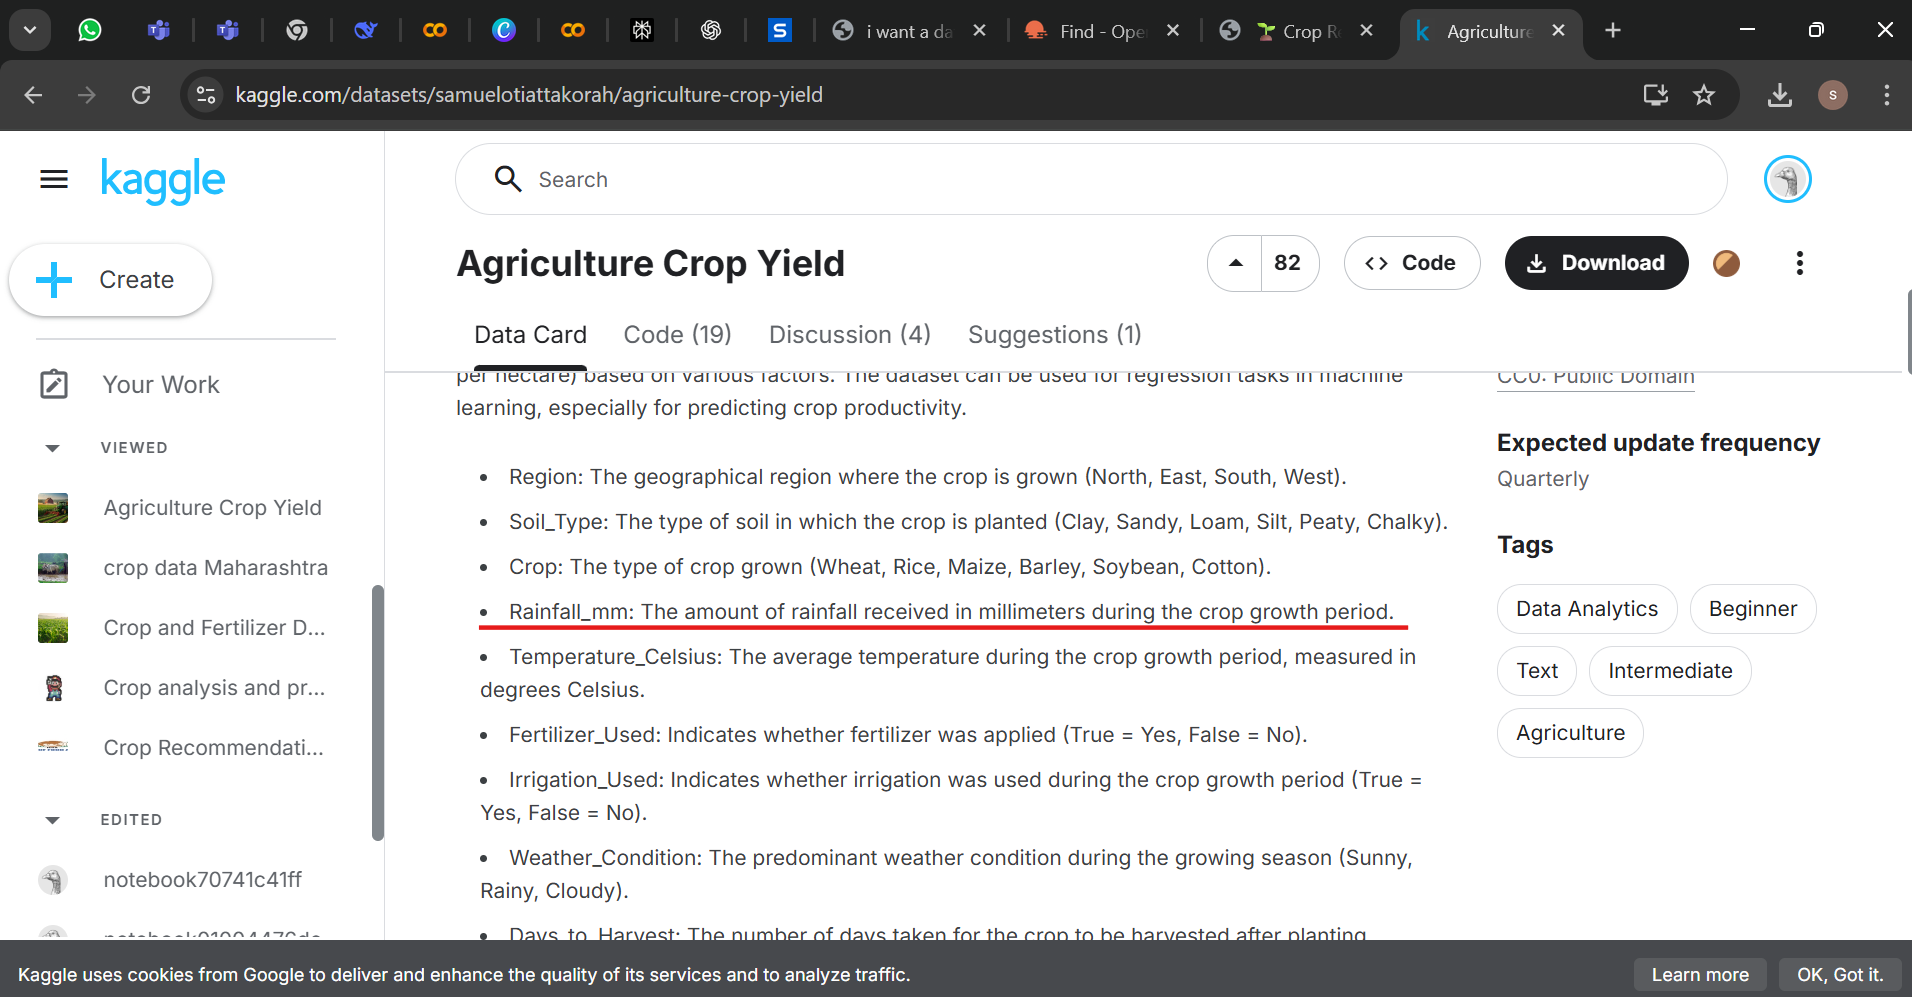 i want a da
Find - Ope
Crop R
Agriculture
kaggle.com/datasets/samuelotiattakorah/agriculture-crop-yield
S
kaggle
Search
Create
Agriculture Crop Yield
82
Code
Download
Data Card
Code (19)
Discussion (4)
Suggestions (1)
Your Work
VIEWED
Agriculture Crop Yield
crop data Maharashtra
Crop and Fertilizer D...
Crop analysis and pr...
Crop Recommendati...
EDITED
notebook70741c41ff
per hectare) based on various factors. The dataset can be used for regression tasks in machine
learning, especially for predicting crop productivity.
Region: The geographical region where the crop is grown (North, East, South, West).
Soil_Type: The type of soil in which the crop is planted (Clay, Sandy, Loam, Silt, Peaty, Chalky).
Crop: The type of crop grown (Wheat, Rice, Maize, Barley, Soybean, Cotton).
Rainfall_mm: The amount of rainfall received in millimeters during the crop growth period.
Temperature_Celsius: The average temperature during the crop growth period, measured in
degrees Celsius.
Fertilizer_Used: Indicates whether fertilizer was applied (True = Yes, False = No).
Irrigation_Used: Indicates whether irrigation was used during the crop growth period (True =
Yes, False = No).
Weather_Condition: The predominant weather condition during the growing season (Sunny,
Rainy, Cloudy).
Days_to_Harvest: The number of days taken for the crop to be harvested after planting.
CC0: Public Domain
Expected update frequency
Quarterly
Tags
Data Analytics
Beginner
Text
Intermediate
Agriculture
Kaggle uses cookies from Google to deliver and enhance the quality of its services and to analyze traffic.
Learn more
OK, Got it.